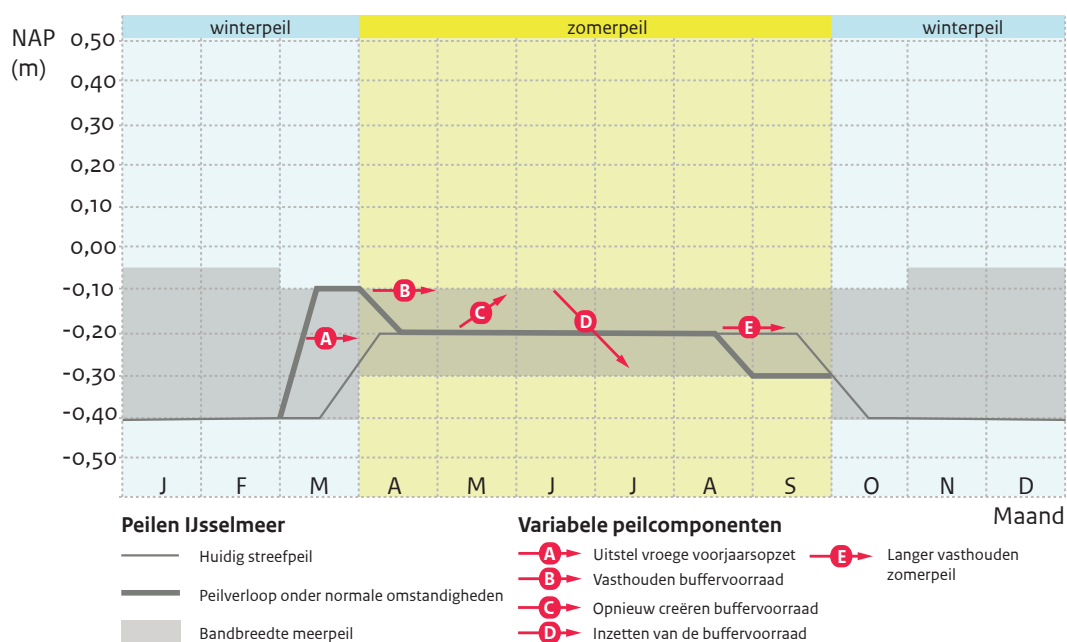 winterpeil zomerpeil winterpeil
NAP
(m)
0,50
0,40
0,30
0,20
0,10
0,00
-0,10
-0,20
-0,30
-0,40
-0,50
B
C
D
A
E
J F M A M J J A S O N D
Maand
Peilen IJsselmeer
Huidig streefpeil
Peilverloop onder normale omstandigheden
Bandbreedte meerpeil
Variabele peilcomponenten
A Uitstel vroege voorjaarsopzet
B Vasthouden buffervoorraad
C Opnieuw creëren buffervoorraad
D Inzetten van de buffervoorraad
E Langer vasthouden
zomerpeil